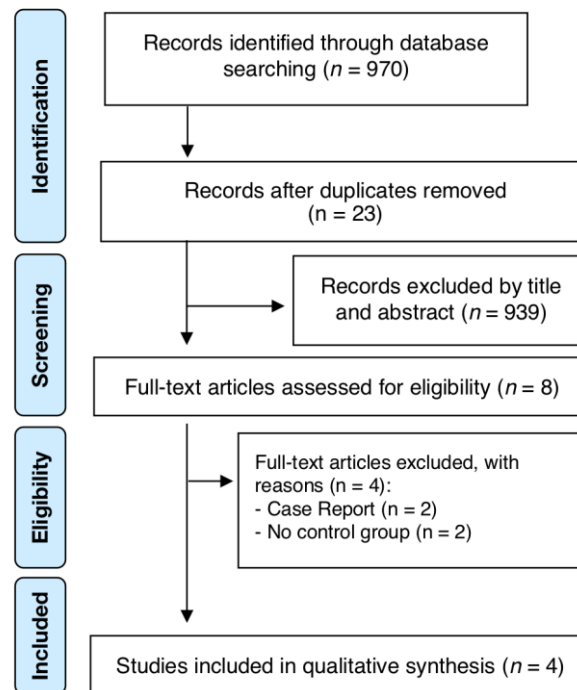 Identification
Records identified through database
searching (n = 970)
Records after duplicates removed
(n = 23)
Screening
Records excluded by title
and abstract (n = 939)
Full-text articles assessed for eligibility (n = 8)
Eligibility
Full-text articles excluded, with
reasons (n = 4):
- Case Report (n = 2)
- No control group (n = 2)
Included
Studies included in qualitative synthesis (n = 4)